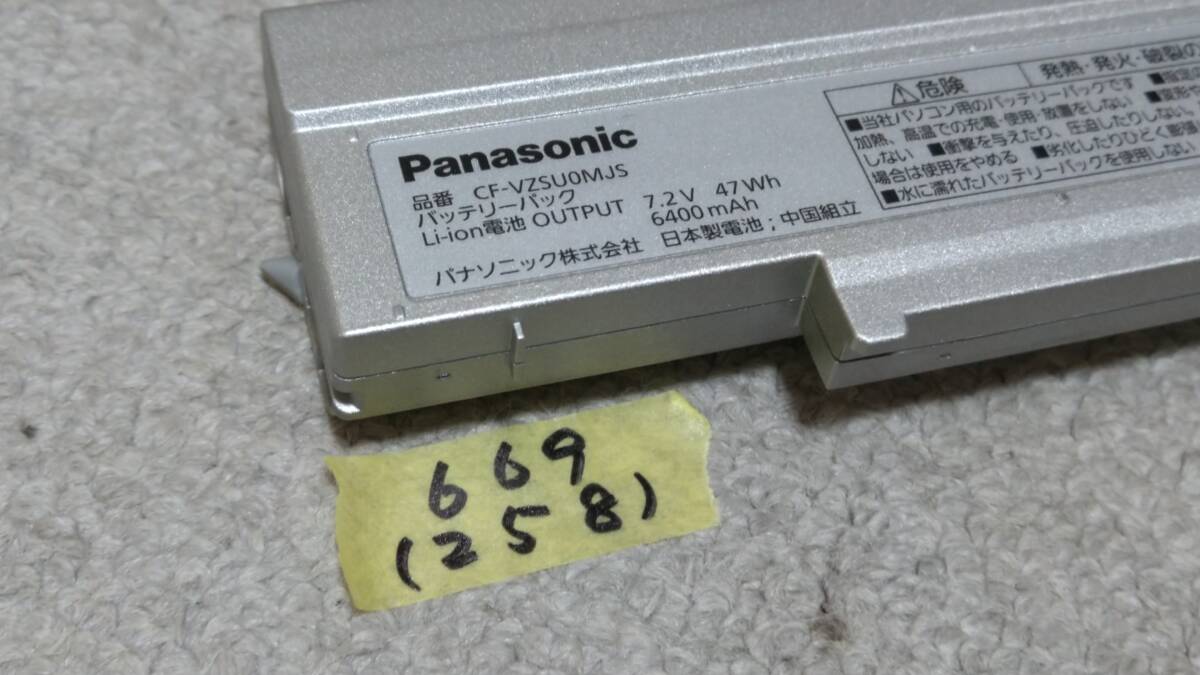 Panasonic
品番 CF-VZSU0MJS
バッテリーパック
Li-ion電池 OUTPUT 7.2V 47Wh
6400mAh
パナソニック株式会社 日本製電池；中国組立
⚠危険 発熱・発火・破裂の
■当社パソコン用のバッテリーパックです
加熱、高温での充電・使用・放置をしない
しない ■衝撃を与えたり、圧迫したりしない、
場合は使用をやめる ■劣化したりひどく
■水に濡れたバッテリーパックを使用しない
669
(258)